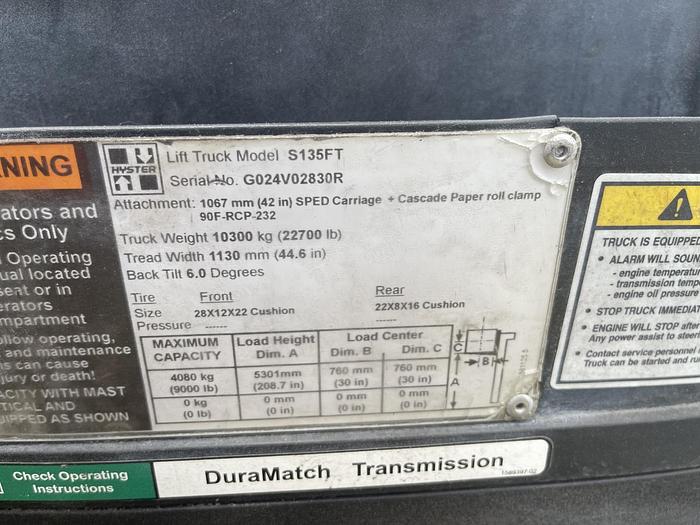 NING
rators and
cs Only
Operating
ual located
seat or in
erators
mpartment
llow operating,
and maintenance
s can cause
jury or death!
ACITY WITH MAST
TICAL AND
UIPPED AS SHOWN
HYSTER
Lift Truck Model S135FT
Serial No. G024V02830R
Attachment: 1067 mm (42 in) SPED Carriage + Cascade Paper roll clamp
90F-RCP-232
Truck Weight 10300 kg (22700 lb)
Tread Width 1130 mm (44.6 in)
Back Tilt 6.0 Degrees
Tire Front Rear
Size 28X12X22 Cushion 22X8X16 Cushion
Pressure ------ ------
MAXIMUM CAPACITY Load Height Dim. A Load Center Dim. B Dim. C
4080 kg (9000 lb) 5301mm (208.7 in) 760 mm (30 in) 760 mm (30 in)
0 kg (0 lb) 0 mm (0 in) 0 mm (0 in) 0 mm (0 in)
C
B
A
TRUCK IS EQUIPPED
• ALARM WILL SOUN
- engine temperatu
- transmission temp
- engine oil pressure
• STOP TRUCK IMMEDIAT
• ENGINE WILL STOP after
Any power assist to steeri
• Contact service personnel
Truck can be started and ru
Check Operating
Instructions
DuraMatch Transmission